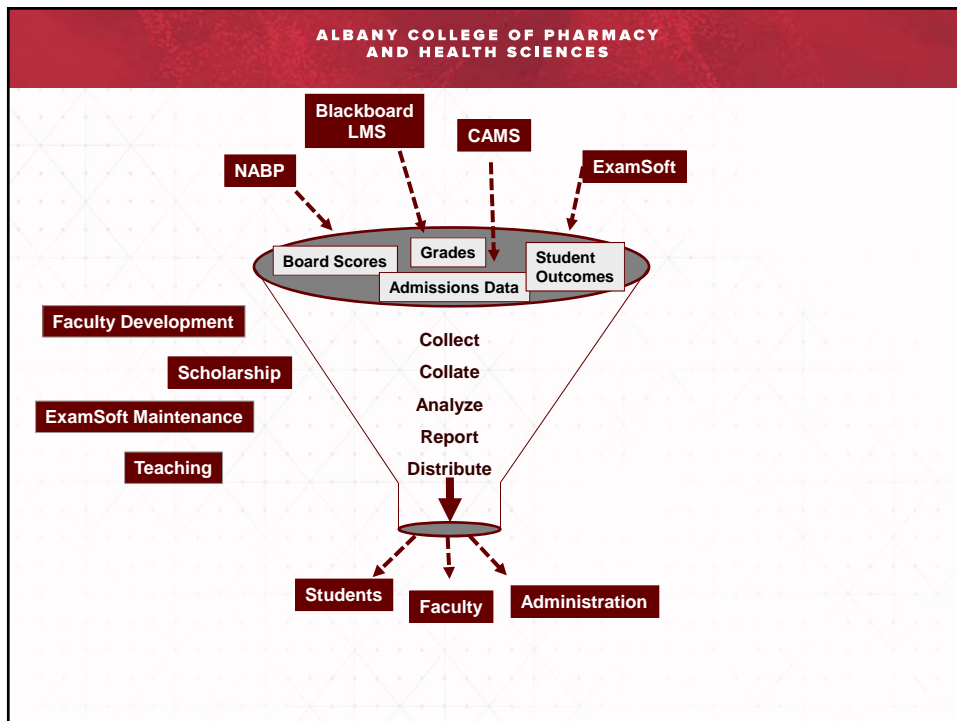 ALBANY COLLEGE OF PHARMACY
AND HEALTH SCIENCES
Blackboard
LMS
CAMS
NABP
ExamSoft
Board Scores
Grades
Student
Outcomes
Admissions Data
Faculty Development
Scholarship
ExamSoft Maintenance
Teaching
Collect
Collate
Analyze
Report
Distribute
Students
Faculty
Administration